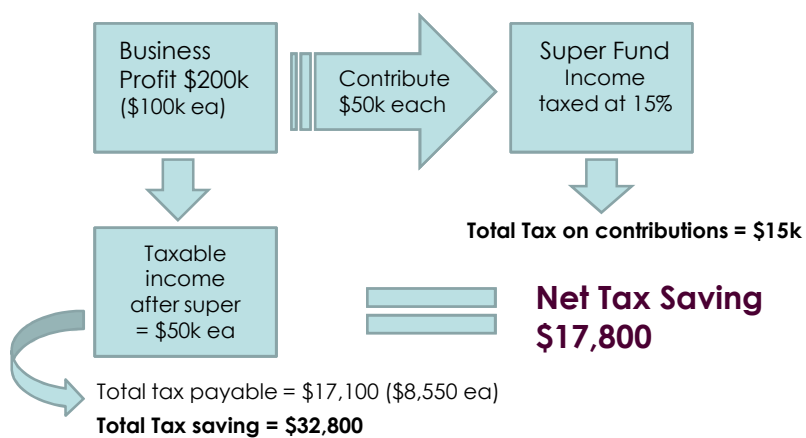 Business
Profit $200k
($100k ea)
Contribute
$50k each
Super Fund
Income
taxed at 15%
Total Tax on contributions = $15k
Taxable
income
after super
= $50k ea
Net Tax Saving
$17,800
Total tax payable = $17,100 ($8,550 ea)
Total Tax saving = $32,800